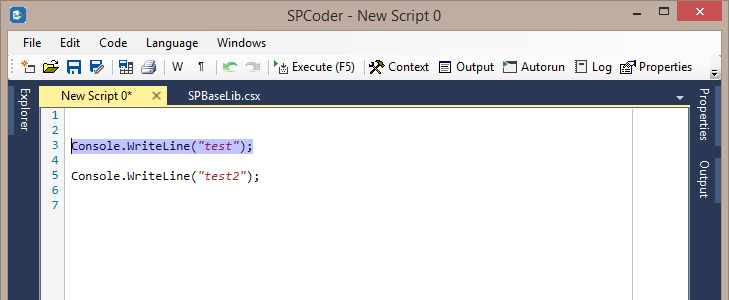 SPCoder - New Script 0
File Edit Code Language Windows
W ¶ Execute (F5) Context Output Autorun Log Properties
Explorer
New Script 0* SPBaseLib.csx
1
2
3 Console.WriteLine("test");
4
5 Console.WriteLine("test2");
6
7
Properties
Output